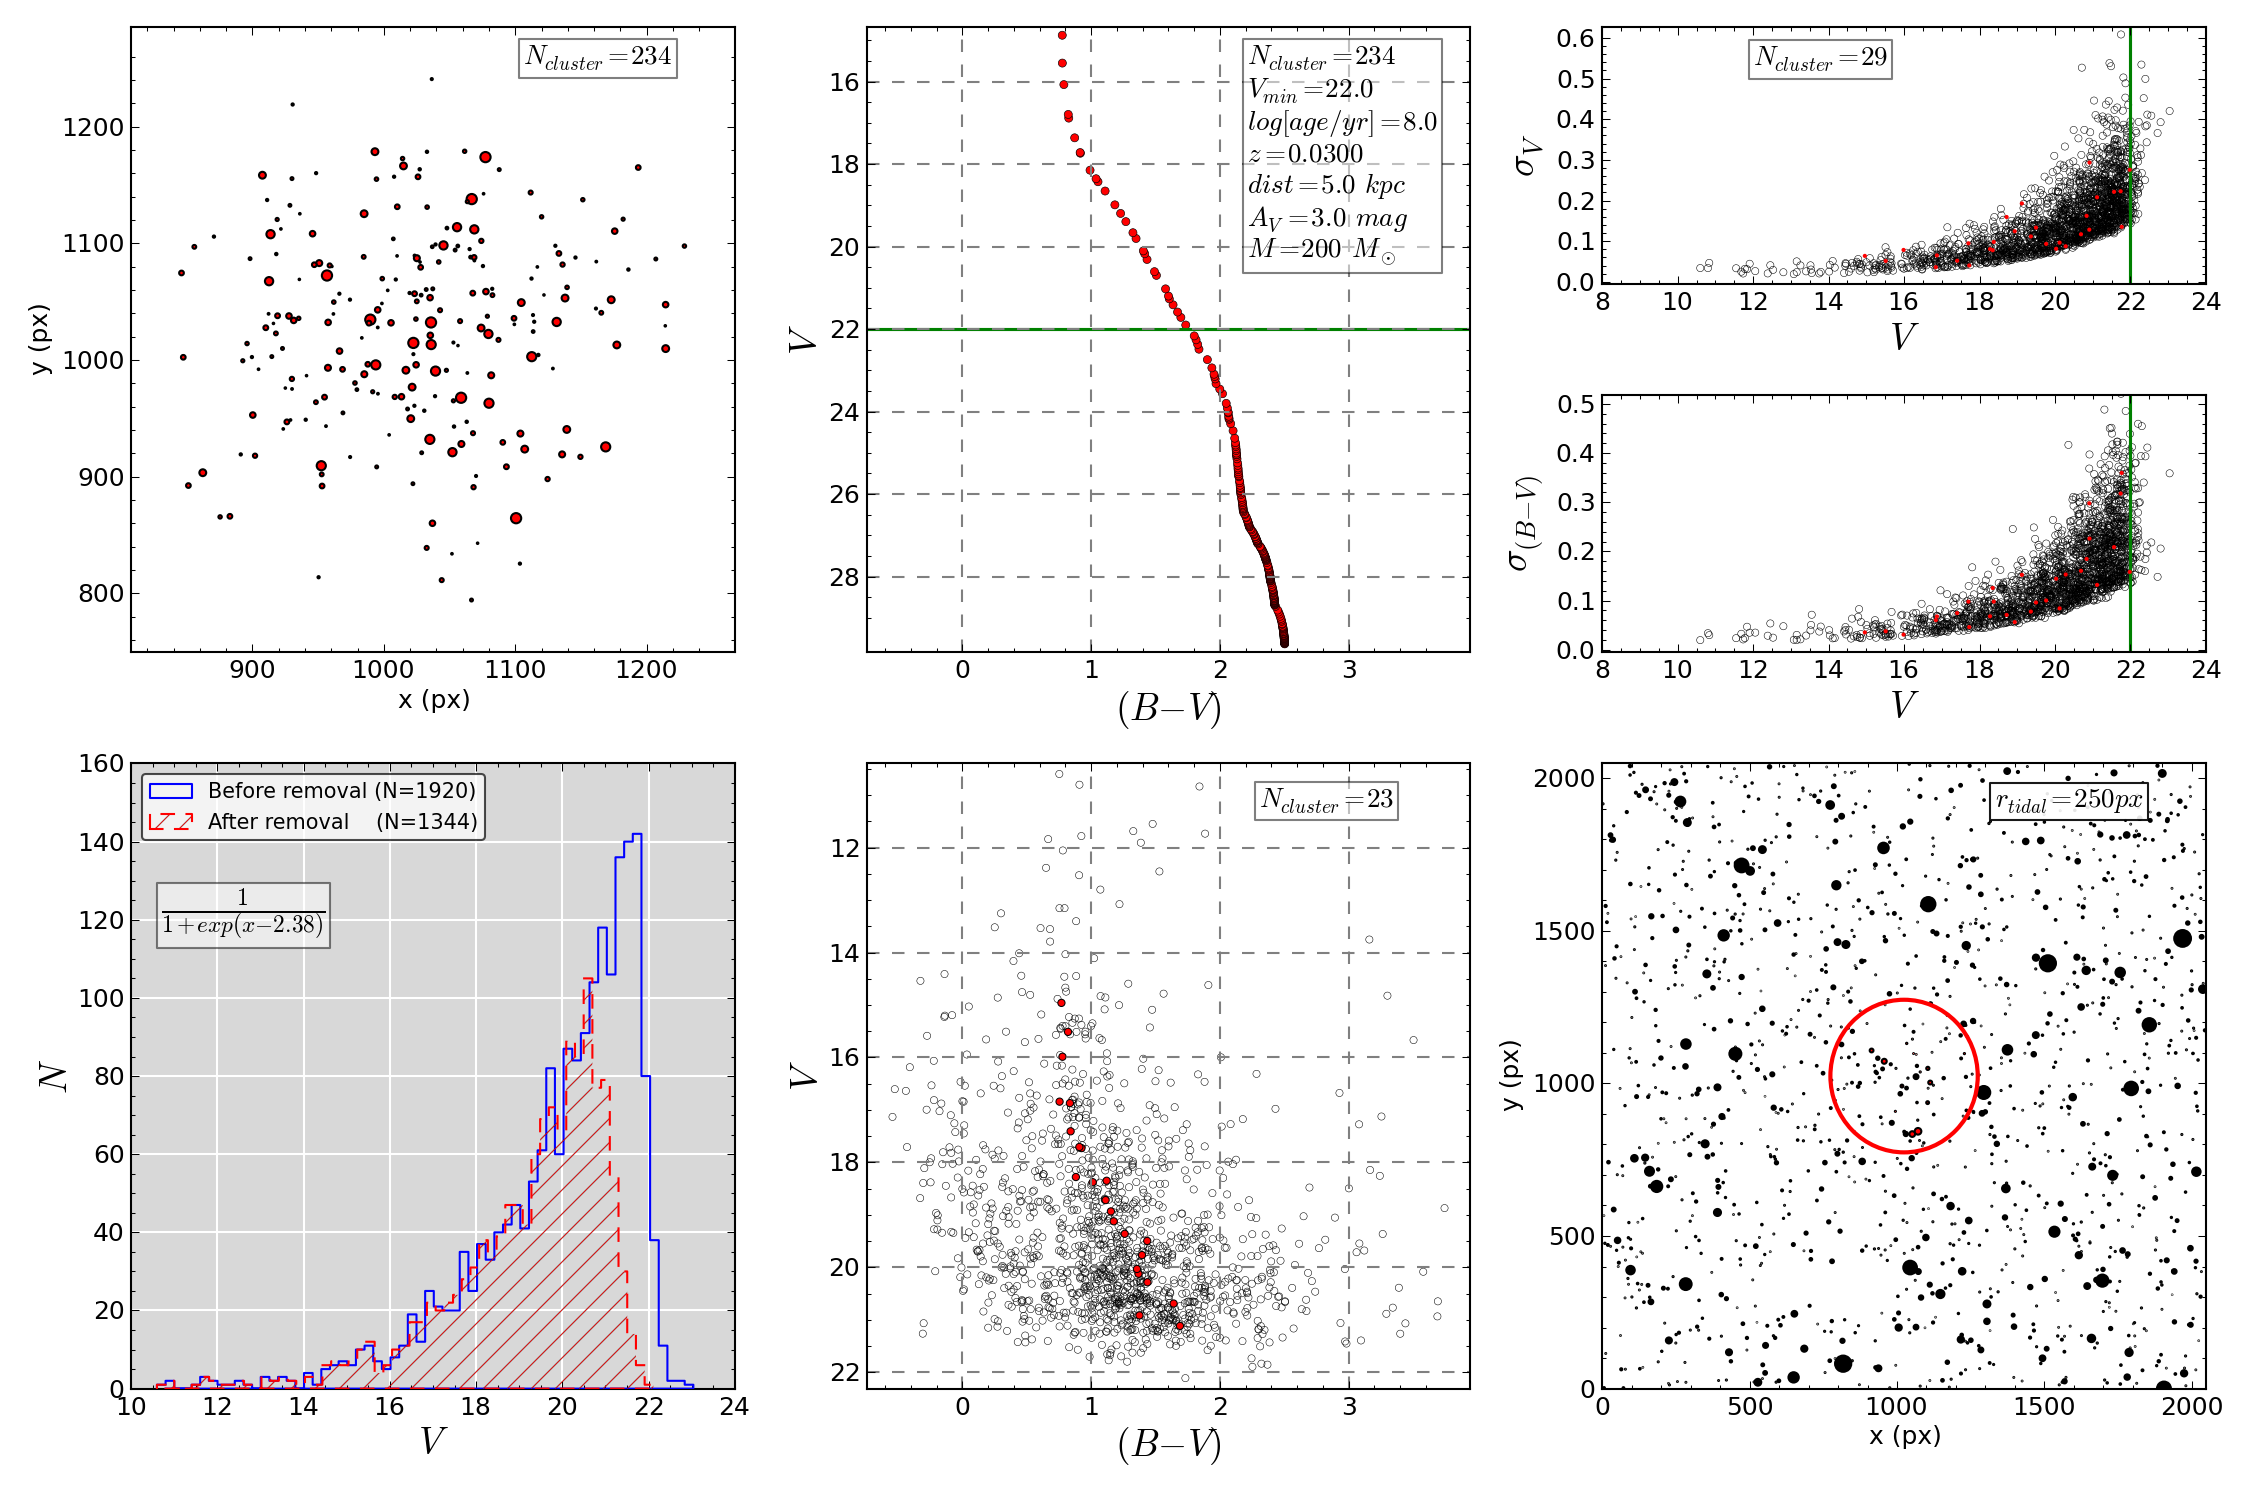 N_cluster=234
y (px)
1200
1100
1000
900
800
900 1000 1100 1200
x (px)
N_cluster=234
V_min=22.0
log[age/yr]=8.0
z=0.0300
dist=5.0 kpc
A_V=3.0 mag
M=200 M_⊙
V
16
18
20
22
24
26
28
0 1 2 3
(B−V)
N_cluster=29
σ_V
0.6
0.5
0.4
0.3
0.2
0.1
0.0
8 10 12 14 16 18 20 22 24
V
σ_(B−V)
0.5
0.4
0.3
0.2
0.1
0.0
8 10 12 14 16 18 20 22 24
V
Before removal (N=1920)
After removal (N=1344)
1
1+exp(x−2.38)
N
160
140
120
100
80
60
40
20
0
10 12 14 16 18 20 22 24
V
N_cluster=23
V
12
14
16
18
20
22
0 1 2 3
(B−V)
r_tidal=250px
y (px)
2000
1500
1000
500
0
0 500 1000 1500 2000
x (px)